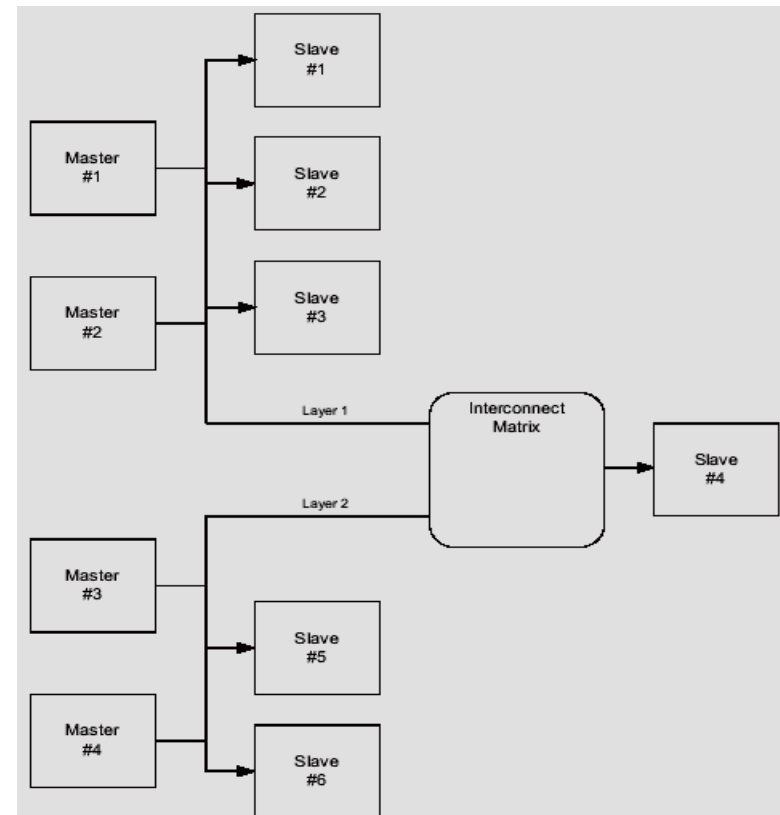 Slave
#1
Master
#1
Slave
#2
Master
#2
Slave
#3
Layer 1
Interconnect
Matrix
Slave
#4
Layer 2
Master
#3
Slave
#5
Master
#4
Slave
#6